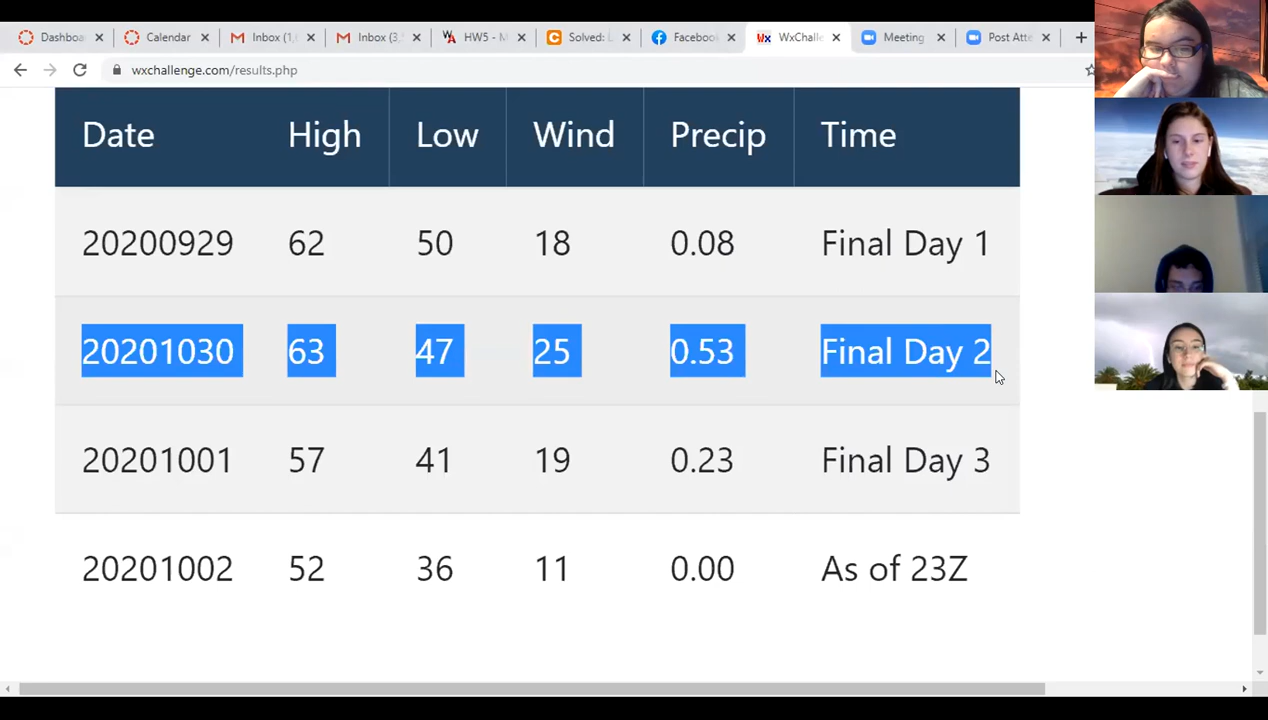 Dashboa Calendar Inbox (1, Inbox (3, HW5 - M Solved: Facebook WxChalle Meeting Post Atte
wxchallenge.com/results.php
Date High Low Wind Precip Time
20200929 62 50 18 0.08 Final Day 1
20201030 63 47 25 0.53 Final Day 2
20201001 57 41 19 0.23 Final Day 3
20201002 52 36 11 0.00 As of 23Z